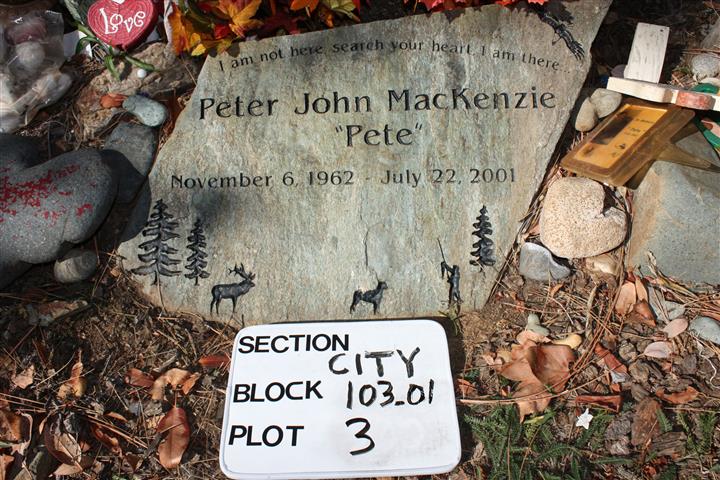 Love
I am not here, search your heart, I am there...
Peter John MacKenzie
"Pete"
November 6, 1962 - July 22, 2001
SECTION CITY
BLOCK 103.01
PLOT 3